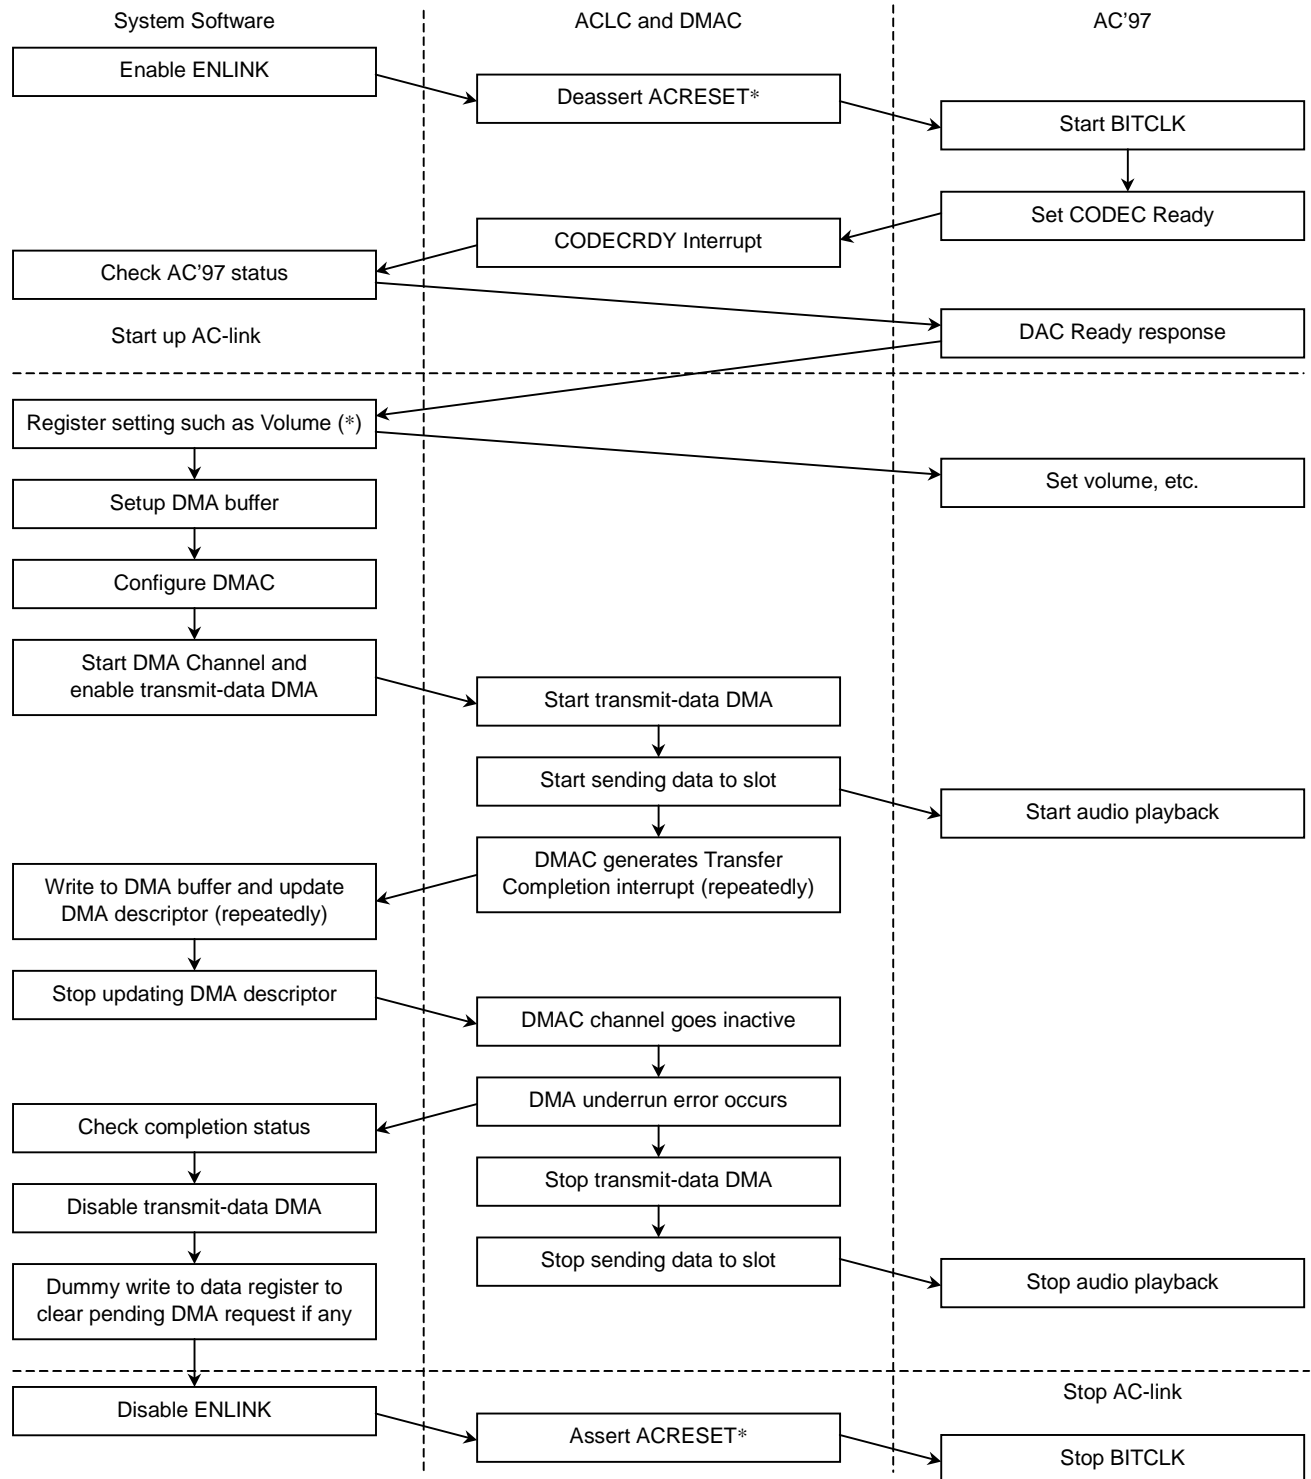 System Software
ACLC and DMAC
AC’97
Enable ENLINK
Deassert ACRESET*
Start BITCLK
Set CODEC Ready
CODECRDY Interrupt
Check AC’97 status
DAC Ready response
Start up AC-link
Register setting such as Volume (*)
Set volume, etc.
Setup DMA buffer
Configure DMAC
Start DMA Channel and
enable transmit-data DMA
Start transmit-data DMA
Start sending data to slot
Start audio playback
DMAC generates Transfer
Completion interrupt (repeatedly)
Write to DMA buffer and update
DMA descriptor (repeatedly)
Stop updating DMA descriptor
DMAC channel goes inactive
DMA underrun error occurs
Check completion status
Stop transmit-data DMA
Disable transmit-data DMA
Stop sending data to slot
Stop audio playback
Dummy write to data register to
clear pending DMA request if any
Stop AC-link
Disable ENLINK
Assert ACRESET*
Stop BITCLK